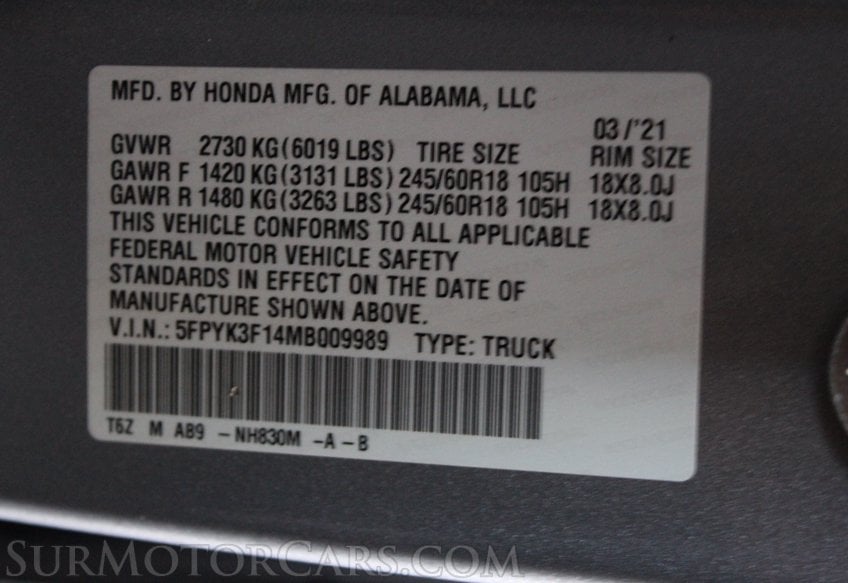 MFD. BY HONDA MFG. OF ALABAMA, LLC
03/'21
GVWR 2730 KG(6019 LBS) TIRE SIZE RIM SIZE
GAWR F 1420 KG(3131 LBS) 245/60R18 105H 18X8.0J
GAWR R 1480 KG(3263 LBS) 245/60R18 105H 18X8.0J
THIS VEHICLE CONFORMS TO ALL APPLICABLE
FEDERAL MOTOR VEHICLE SAFETY
STANDARDS IN EFFECT ON THE DATE OF
MANUFACTURE SHOWN ABOVE.
V.I.N.: 5FPYK3F14MB009989 TYPE: TRUCK
T6Z M AB9 -NH830M -A-B
SURMOTORCARS.COM